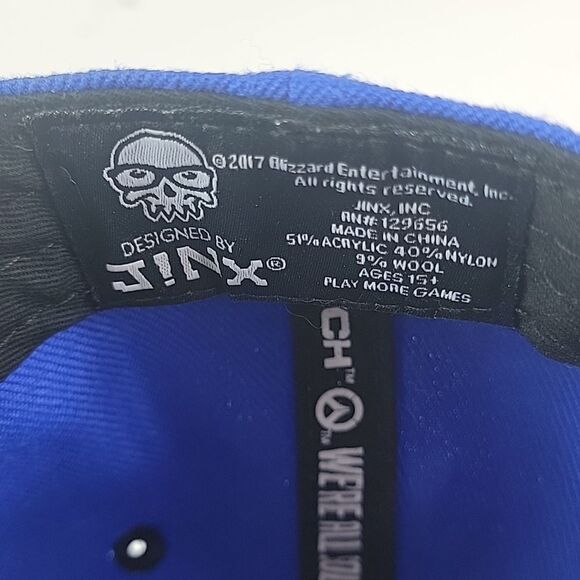 DESIGNED BY
J!NX®
©2017 Blizzard Entertainment, Inc.
All rights reserved.
JINX, INC
RN#: 129656
MADE IN CHINA
51% ACRYLIC 40% NYLON
9% WOOL
AGES 15+
PLAY MORE GAMES
CH™ ™ WE'RE ALL